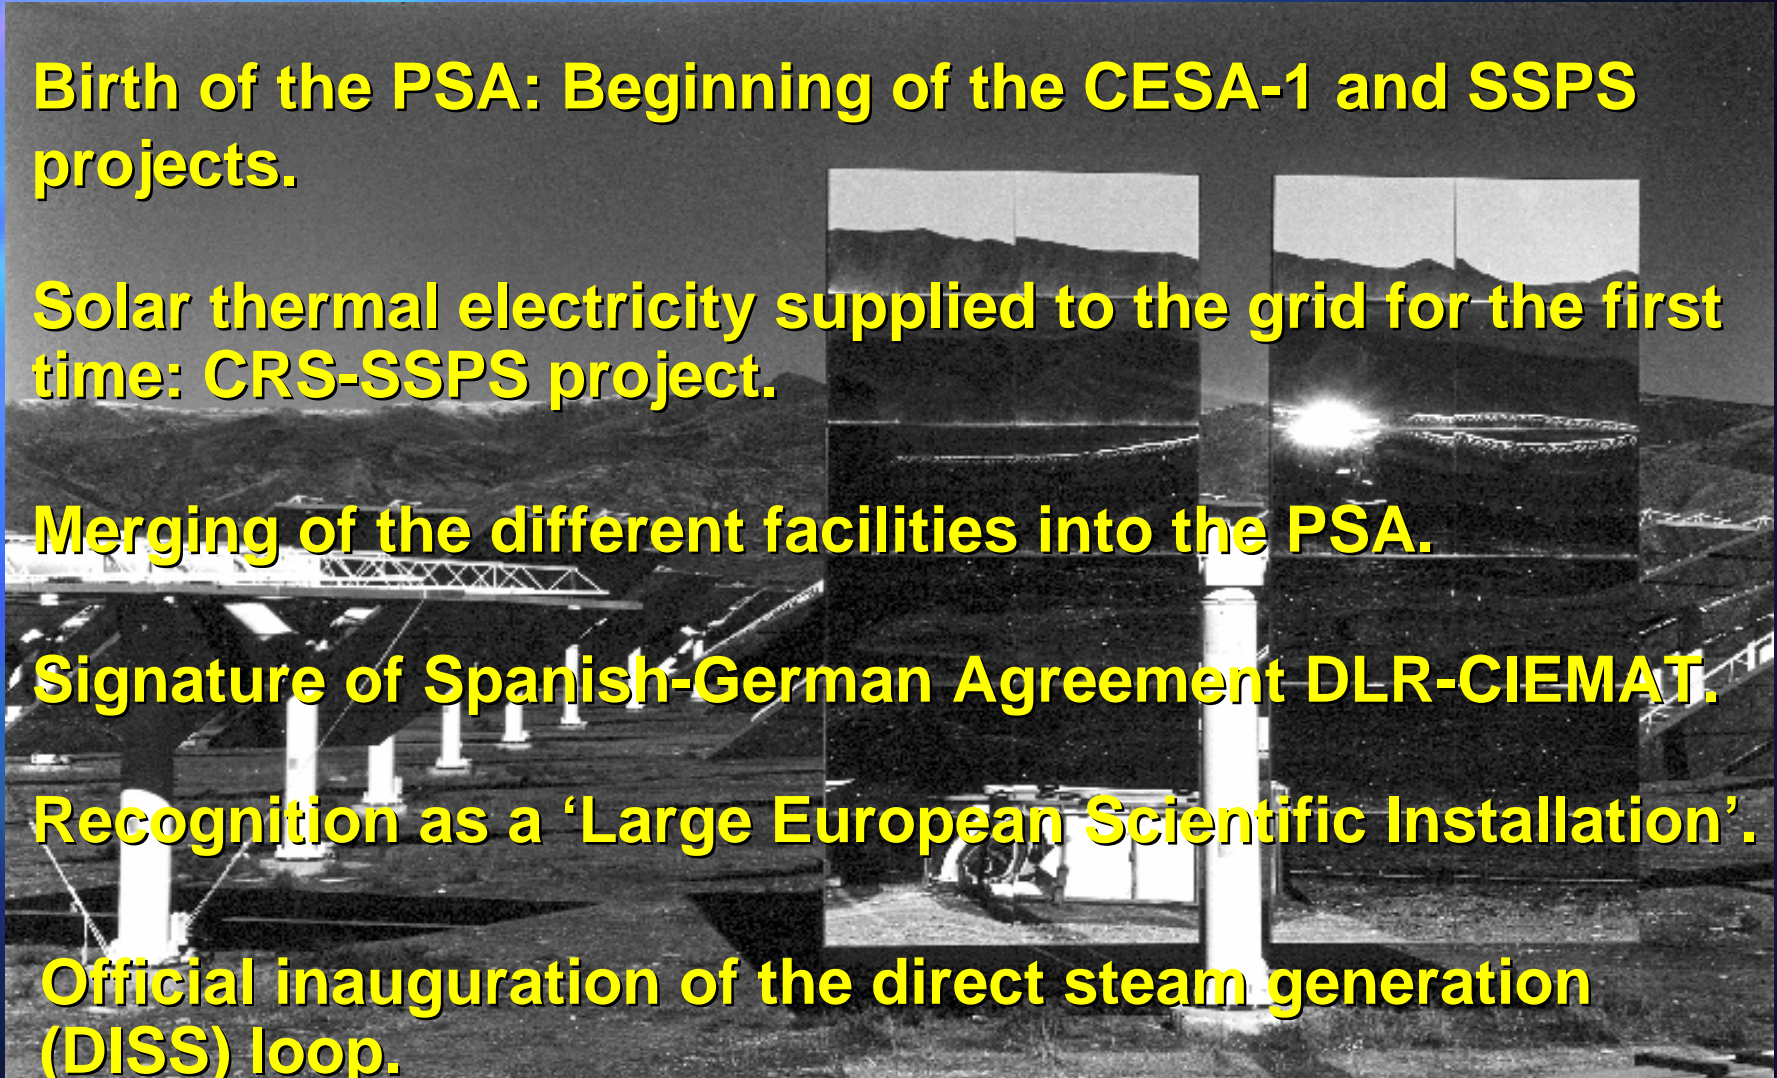 Birth of the PSA: Beginning of the CESA-1 and SSPS
projects.
Solar thermal electricity supplied to the grid for the first
time: CRS-SSPS project.
Merging of the different facilities into the PSA.
Signature of Spanish-German Agreement DLR-CIEMAT.
Recognition as a ‘Large European Scientific Installation’.
Official inauguration of the direct steam generation
(DISS) loop.